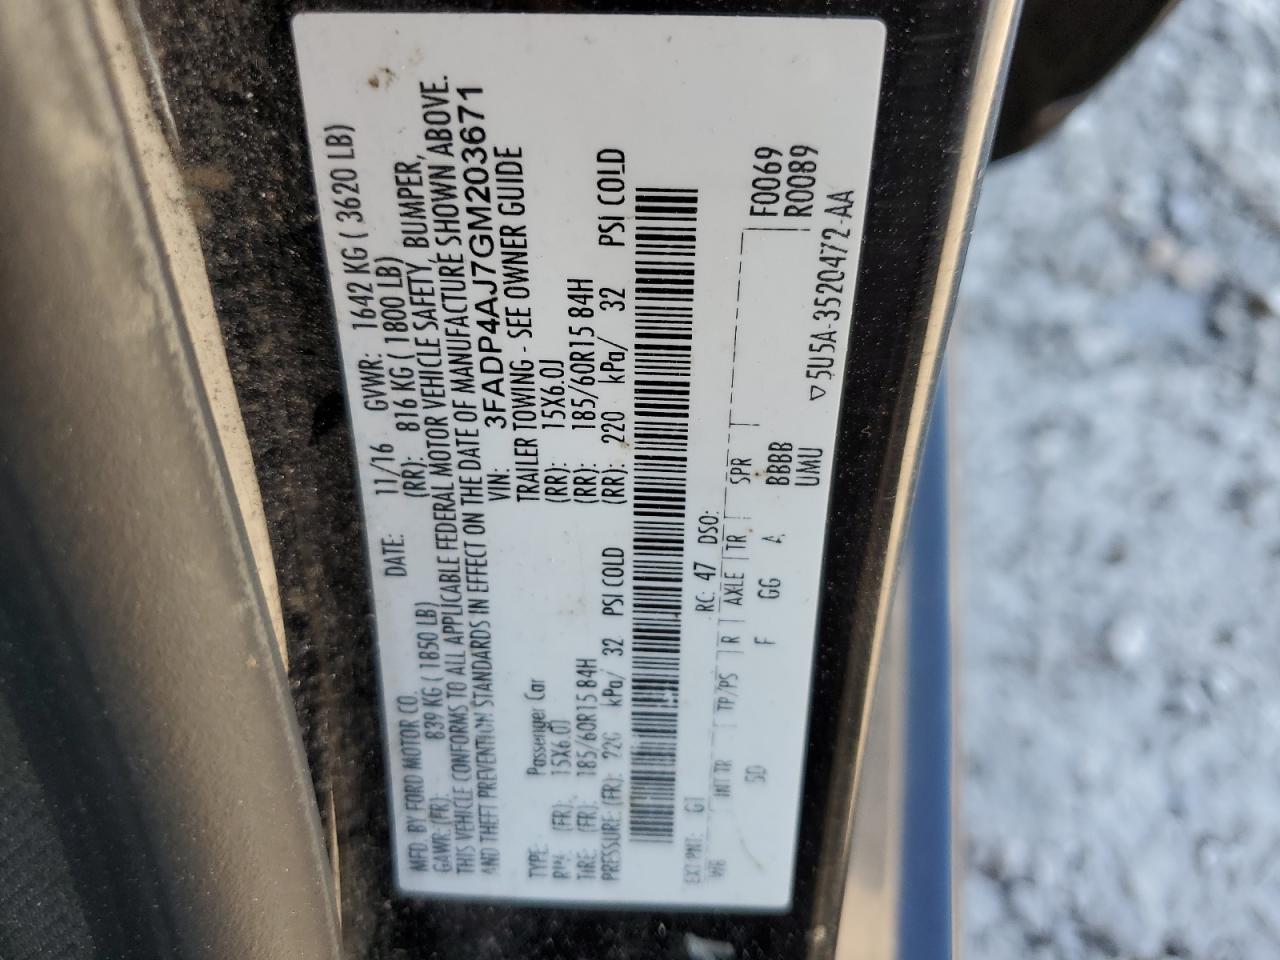 MFD. BY FORD MOTOR CO.
DATE: 11/16 GVWR: 1642 KG ( 3620 LB)
GAWR: (FR): 839 KG ( 1850 LB) (RR): 816 KG ( 1800 LB)
THIS VEHICLE CONFORMS TO ALL APPLICABLE FEDERAL MOTOR VEHICLE SAFETY, BUMPER,
AND THEFT PREVENTION STANDARDS IN EFFECT ON THE DATE OF MANUFACTURE SHOWN ABOVE.
VIN: 3FADP4AJ7GM203671
TYPE: Passenger Car TRAILER TOWING - SEE OWNER GUIDE
(FR): 15X6.0J (RR): 15X6.0J
TIRE: (FR): 185/60R15 84H (RR): 185/60R15 84H
PRESSURE: (FR): 220 kPa/ 32 PSI COLD (RR): 220 kPa/ 32 PSI COLD
EXT PNT: G1 RC: 47 DSO: F0069
WB INT TR TP/PS R AXLE TR SPR R0089
5D F GG A BBBB
UMU
▽5U5A-3520472-AA